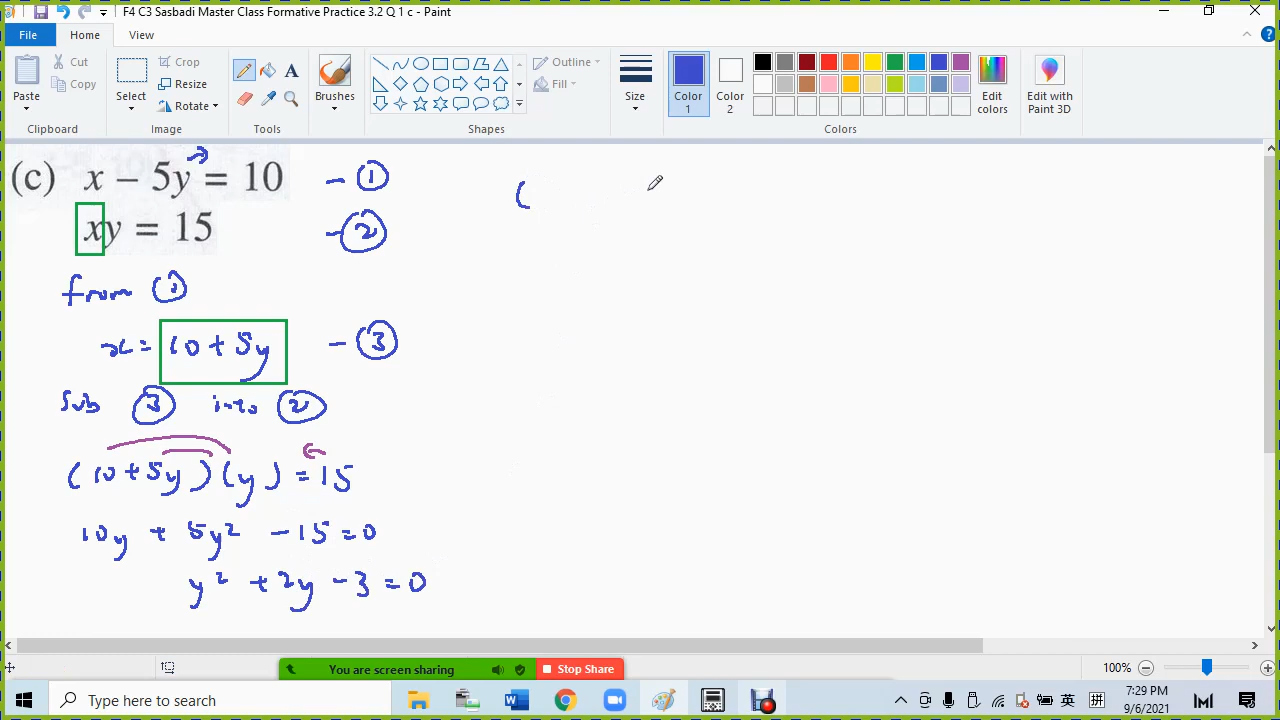 F4 C3 Sasbadi Master Class Formative Practice 3.2 Q 1 c - Paint
File Home View
Paste Cut Copy Clipboard
Select Crop Resize Rotate Image
A Tools
Brushes
Shapes Outline Fill
Size
Color 1 Color 2 Edit colors Colors
Edit with Paint 3D
(c) x − 5y = 10 - ①
xy = 15 - ②
from ①
x = 10 + 5y - ③
Sub ③ into ②
(10 + 5y)(y) = 15
10y + 5y² - 15 = 0
y² + 2y - 3 = 0
(
You are screen sharing Stop Share
100%
Type here to search
英 拼
7:29 PM
9/6/2021